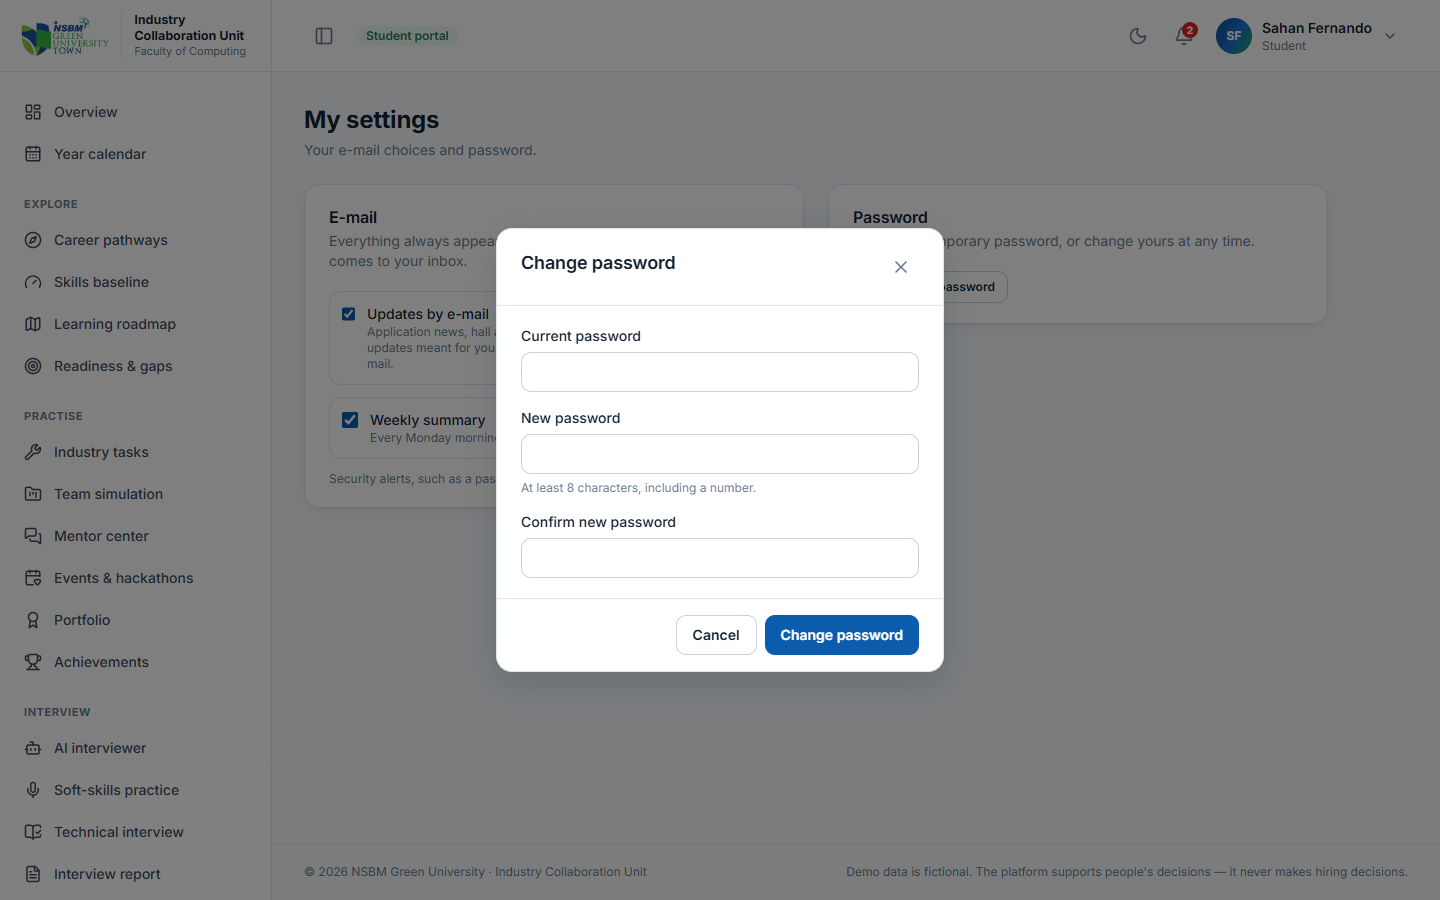 NSBM
GREEN
UNIVERSITY
TOWN
Industry
Collaboration Unit
Faculty of Computing
Student portal
2
SF
Sahan Fernando
Student
Overview
Year calendar
EXPLORE
Career pathways
Skills baseline
Learning roadmap
Readiness & gaps
PRACTISE
Industry tasks
Team simulation
Mentor center
Events & hackathons
Portfolio
Achievements
INTERVIEW
AI interviewer
Soft-skills practice
Technical interview
Interview report
My settings
Your e-mail choices and password.
E-mail
Everything always appea
comes to your inbox.
Updates by e-mail
Application news, hall
updates meant for you
mail.
Weekly summary
Every Monday mornin
Security alerts, such as a pas
Password
porary password, or change yours at any time.
assword
Change password
Current password
New password
At least 8 characters, including a number.
Confirm new password
Cancel
Change password
© 2026 NSBM Green University · Industry Collaboration Unit
Demo data is fictional. The platform supports people's decisions — it never makes hiring decisions.